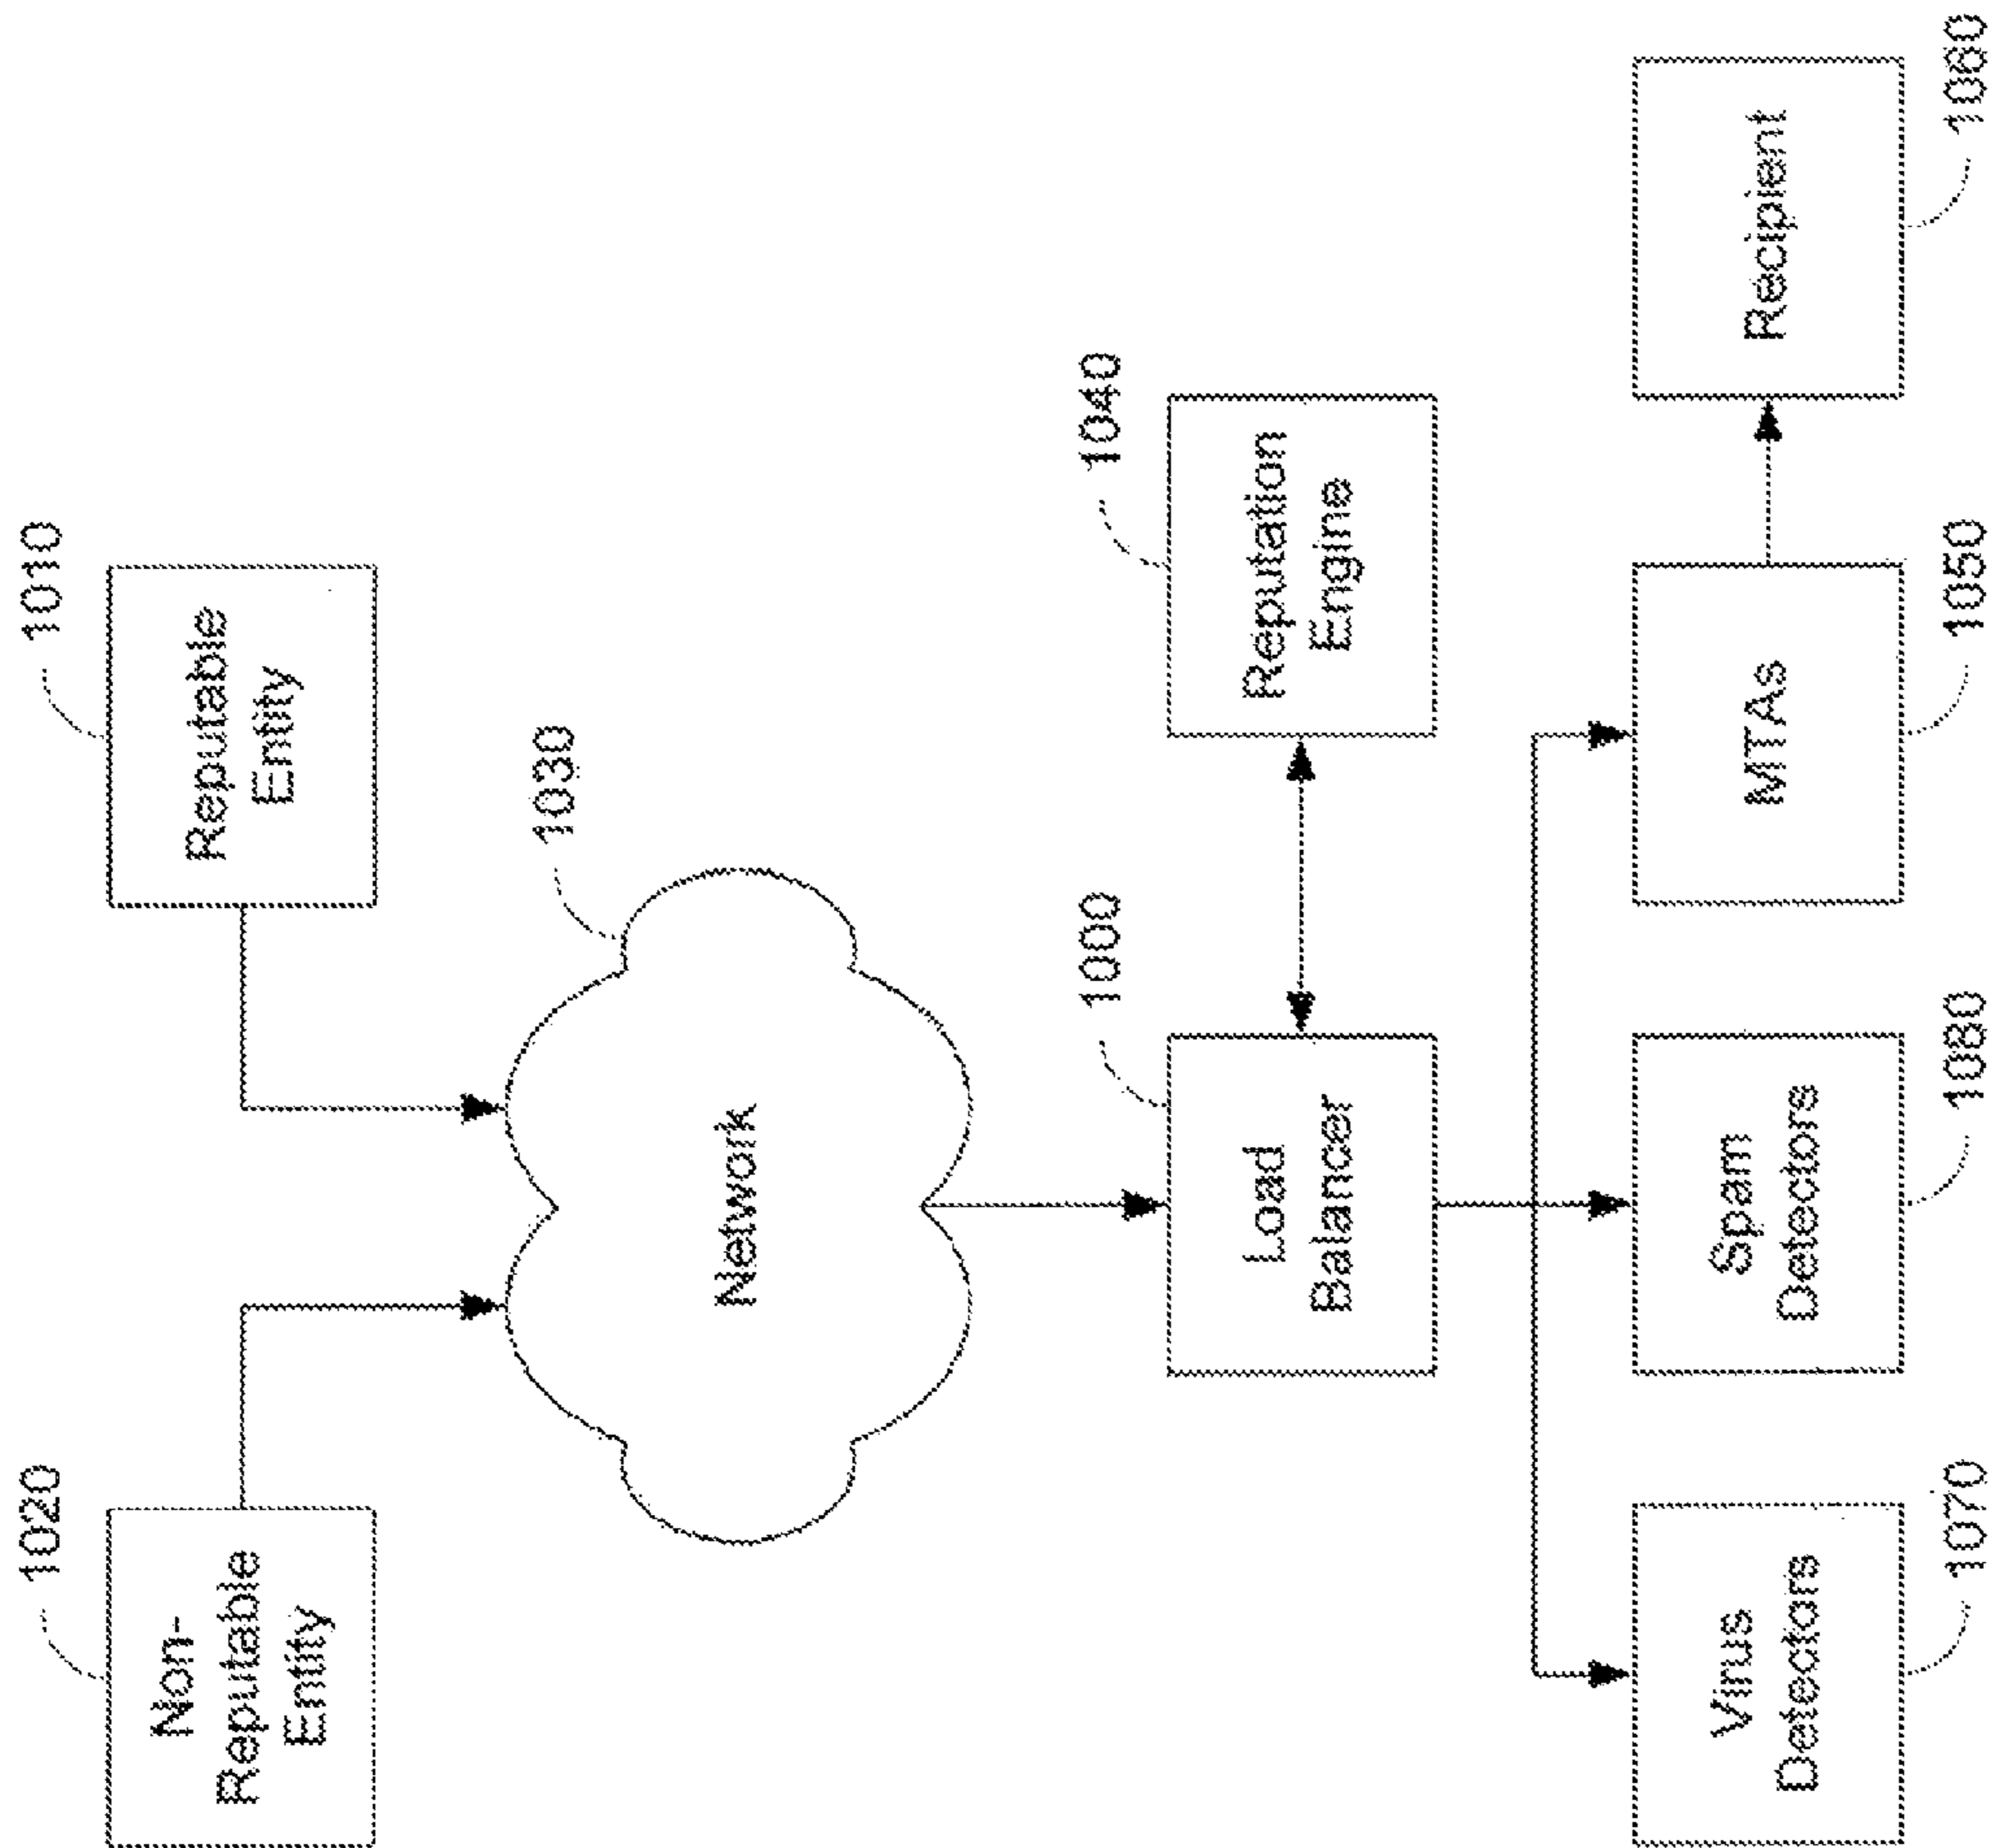 1020
1010
Non-
Reputable
Entity
Reputable
Entity
1030
Network
1000
1040
Load
Balancer
Reputation
Engine
Virus
Detectors
Spam
Detectors
MTAs
Recipient
1070
1080
1050
1060